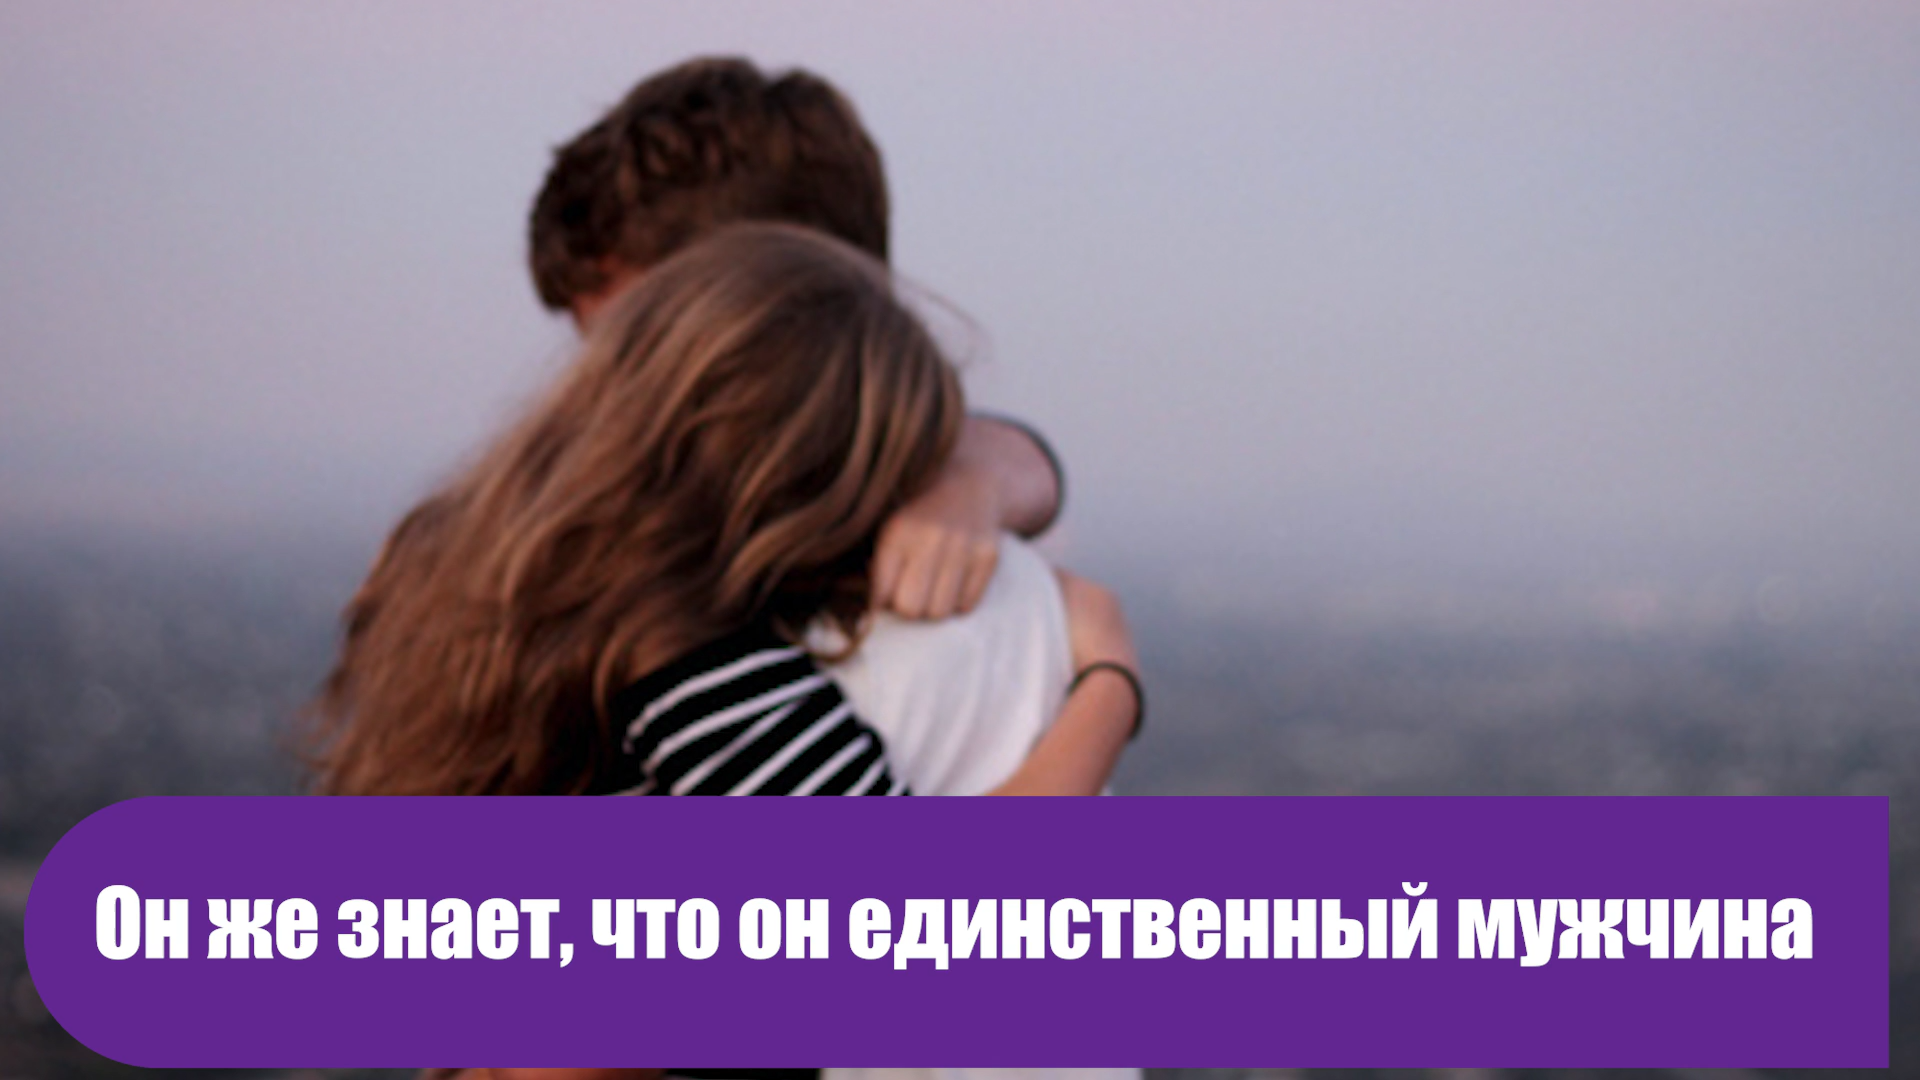 Он же знает, что он единственный мужчина